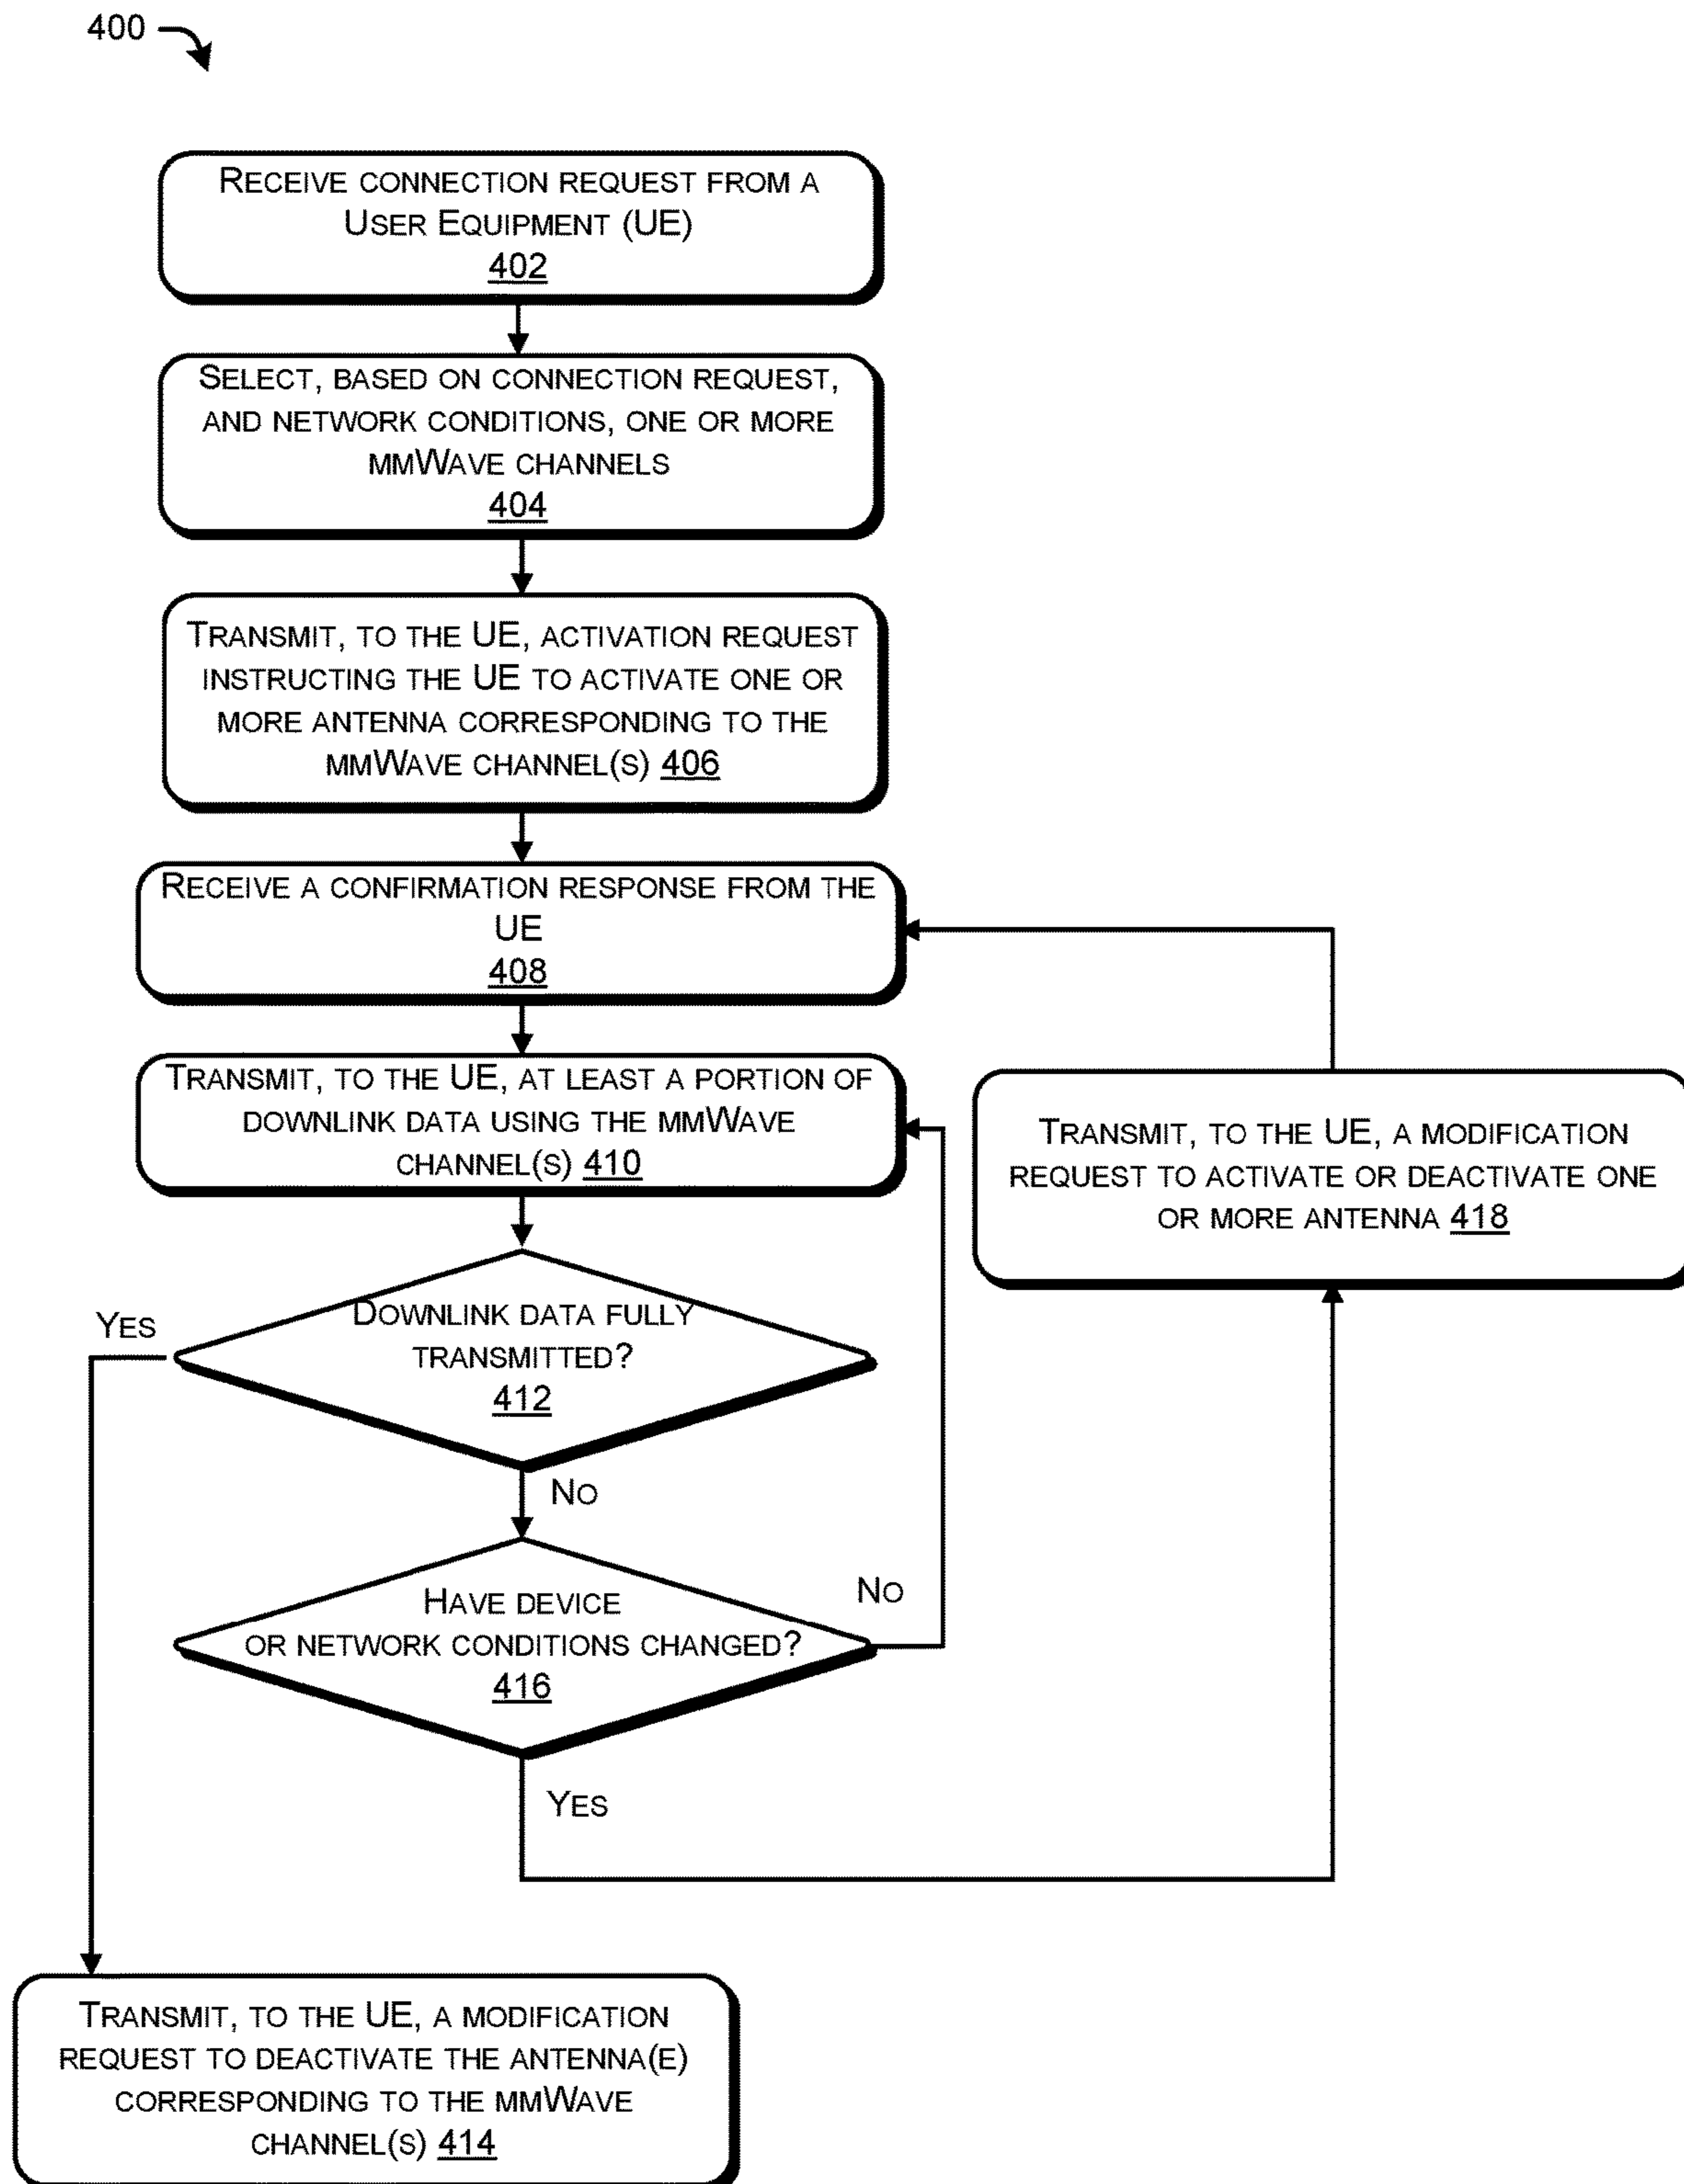 400
RECEIVE CONNECTION REQUEST FROM A
USER EQUIPMENT (UE)
402
SELECT, BASED ON CONNECTION REQUEST,
AND NETWORK CONDITIONS, ONE OR MORE
MMWAVE CHANNELS
404
TRANSMIT, TO THE UE, ACTIVATION REQUEST
INSTRUCTING THE UE TO ACTIVATE ONE OR
MORE ANTENNA CORRESPONDING TO THE
MMWAVE CHANNEL(S) 406
RECEIVE A CONFIRMATION RESPONSE FROM THE
UE
408
TRANSMIT, TO THE UE, AT LEAST A PORTION OF
DOWNLINK DATA USING THE MMWAVE
CHANNEL(S) 410
TRANSMIT, TO THE UE, A MODIFICATION
REQUEST TO ACTIVATE OR DEACTIVATE ONE
OR MORE ANTENNA 418
YES
DOWNLINK DATA FULLY
TRANSMITTED?
412
NO
HAVE DEVICE
OR NETWORK CONDITIONS CHANGED?
416
NO
YES
TRANSMIT, TO THE UE, A MODIFICATION
REQUEST TO DEACTIVATE THE ANTENNA(E)
CORRESPONDING TO THE MMWAVE
CHANNEL(S) 414